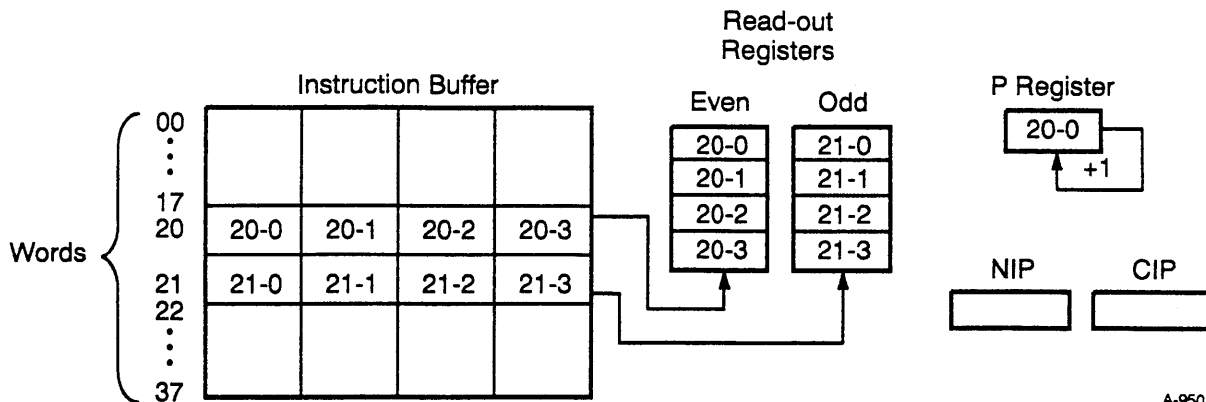 Read-out
Registers
Instruction Buffer
Even Odd P Register
00
20-0
17
20 20-0 20-1 20-2 20-3
21 21-0 21-1 21-2 21-3
22
37
Words
20-0 21-0
20-1 21-1
20-2 21-2
20-3 21-3
+1
NIP CIP
A-950